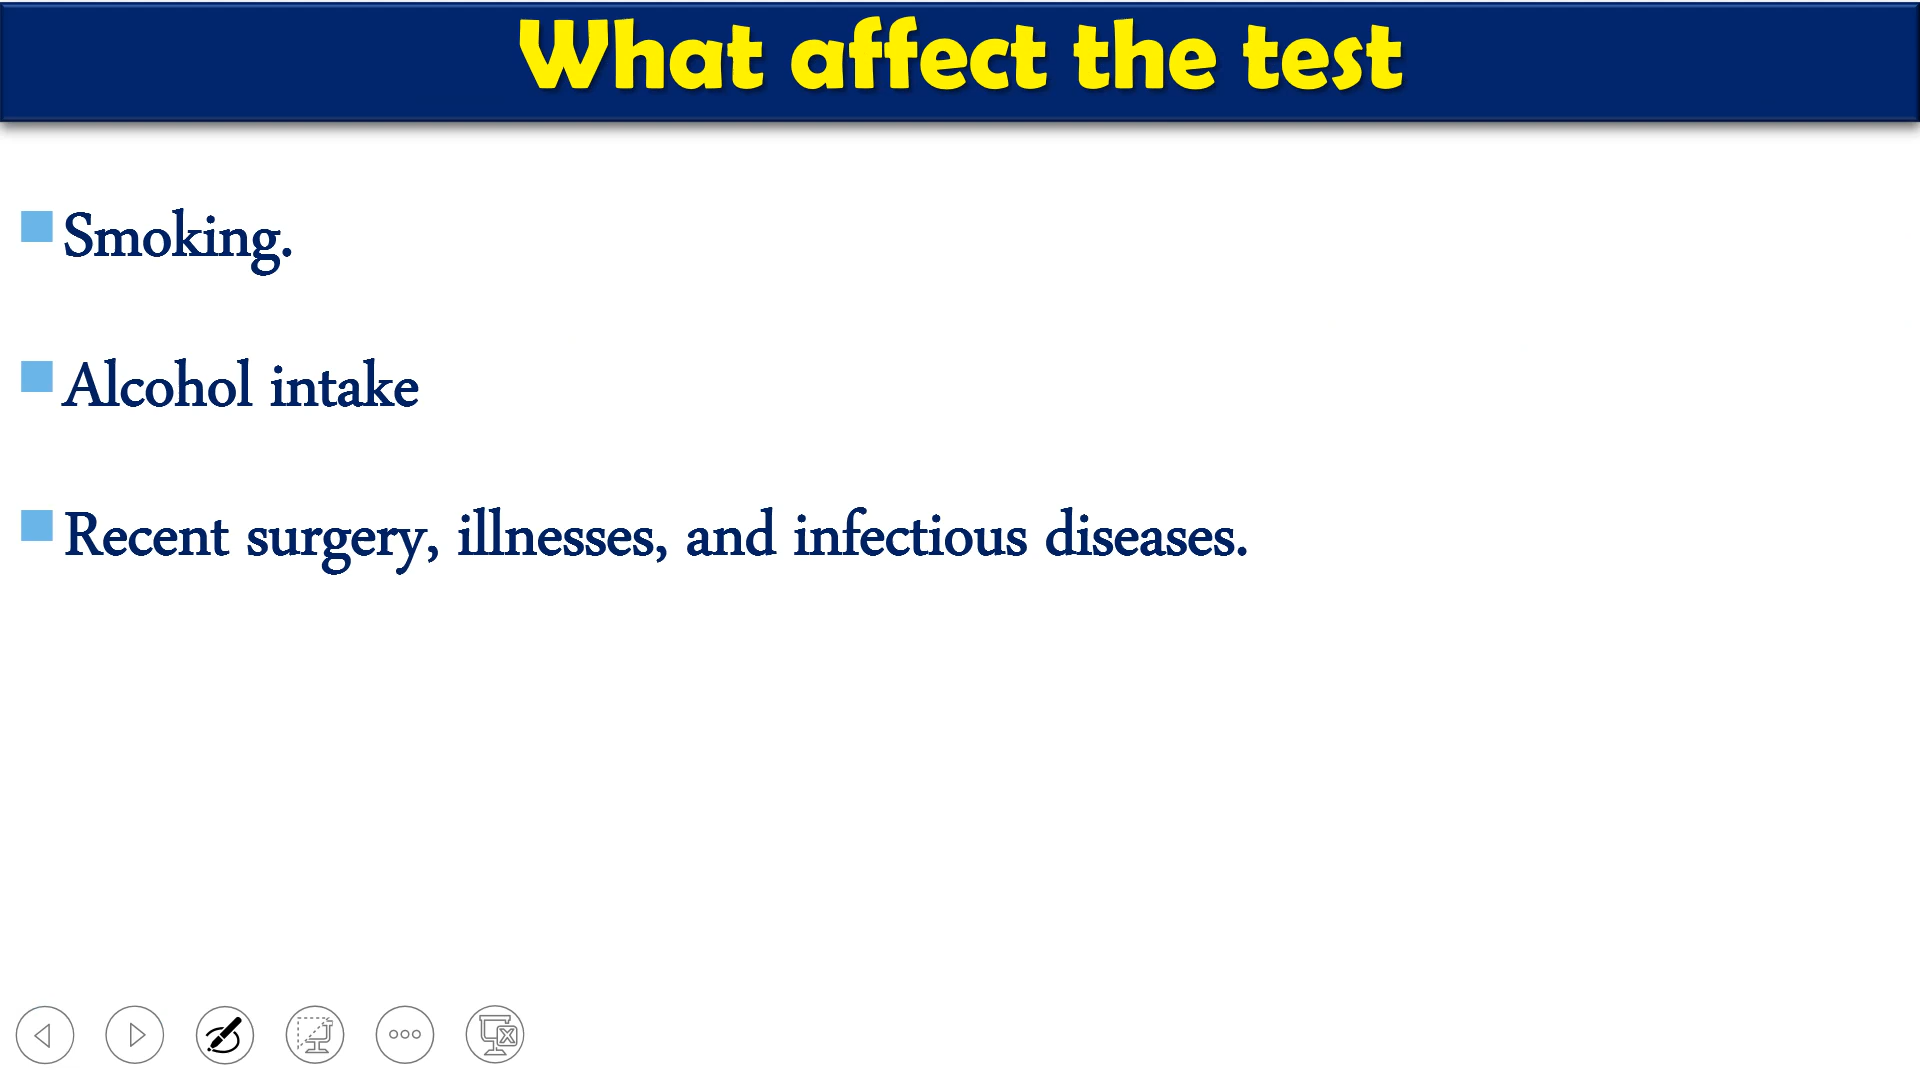 What affect the test
Smoking.
Alcohol intake
Recent surgery, illnesses, and infectious diseases.